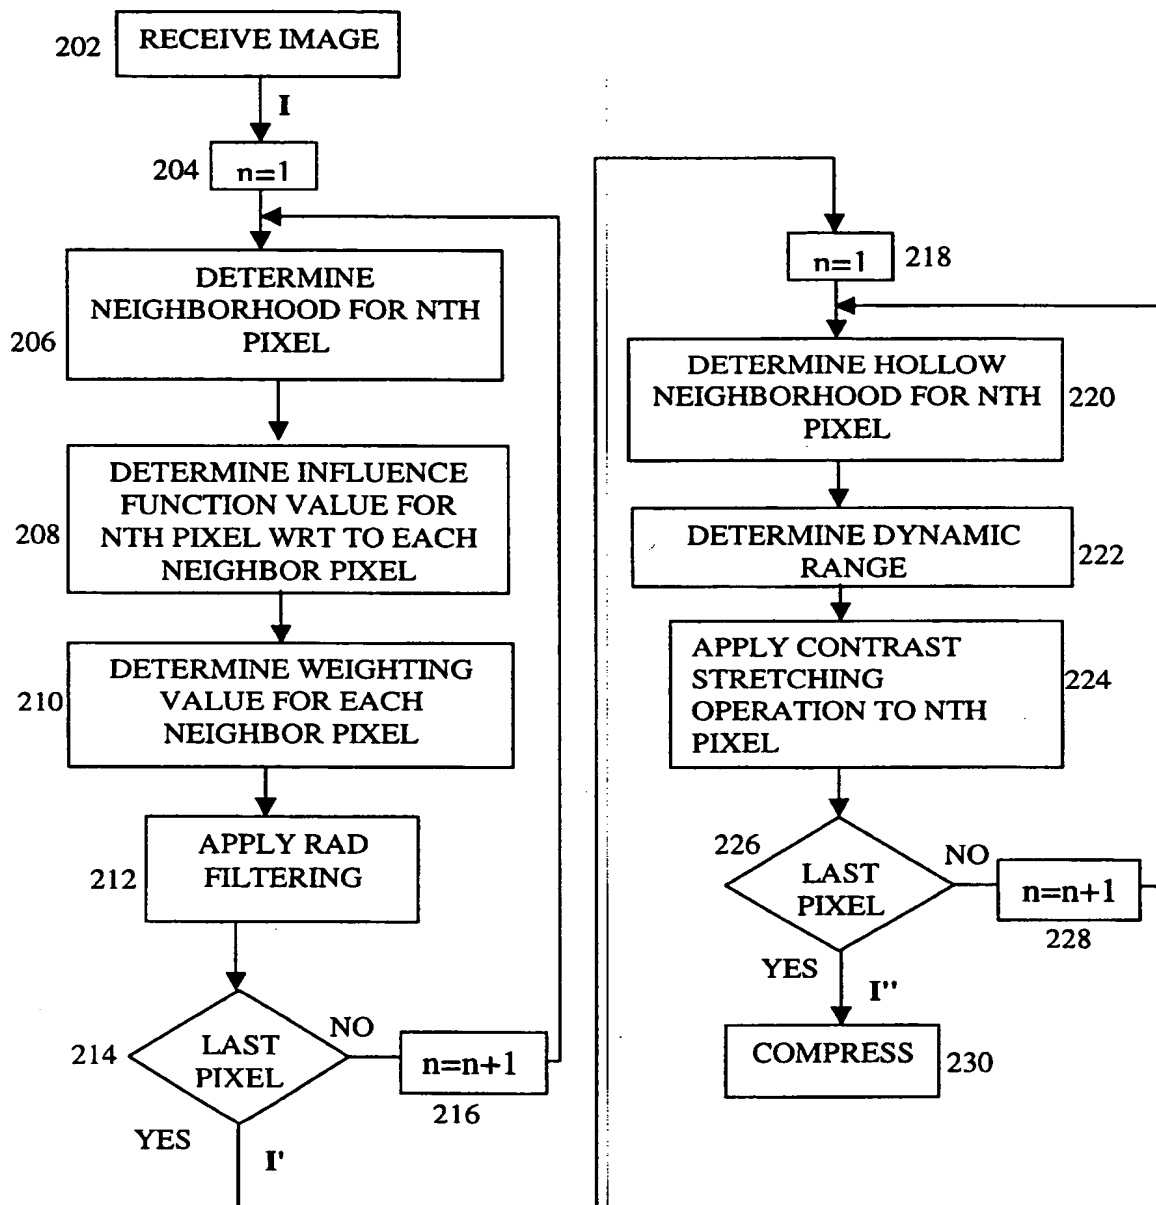 202
RECEIVE IMAGE
I
204
n=1
206
DETERMINE
NEIGHBORHOOD FOR NTH
PIXEL
208
DETERMINE INFLUENCE
FUNCTION VALUE FOR
NTH PIXEL WRT TO EACH
NEIGHBOR PIXEL
210
DETERMINE WEIGHTING
VALUE FOR EACH
NEIGHBOR PIXEL
212
APPLY RAD
FILTERING
214
LAST
PIXEL
NO
n=n+1
216
YES
I'
n=1
218
DETERMINE HOLLOW
NEIGHBORHOOD FOR NTH
PIXEL
220
DETERMINE DYNAMIC
RANGE
222
APPLY CONTRAST
STRETCHING
OPERATION TO NTH
PIXEL
224
226
LAST
PIXEL
NO
n=n+1
228
YES
I''
COMPRESS
230